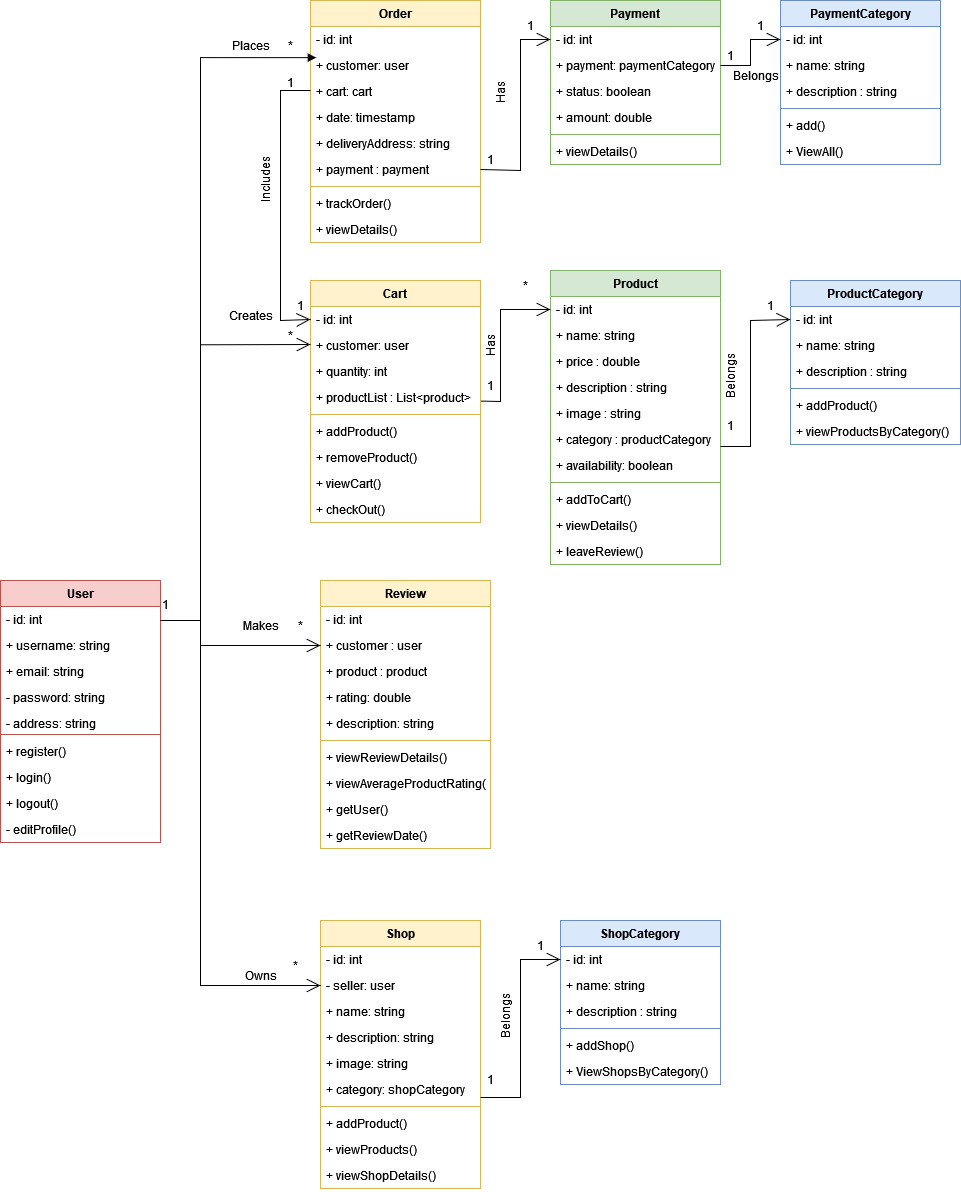 Order
- id: int
+ customer: user
+ cart: cart
+ date: timestamp
+ deliveryAddress: string
+ payment : payment
+ trackOrder()
+ viewDetails()
Places
*
1
Includes
1
Has
1
Payment
- id: int
+ payment: paymentCategory
+ status: boolean
+ amount: double
+ viewDetails()
1
Belongs
1
PaymentCategory
- id: int
+ name: string
+ description : string
+ add()
+ ViewAll()
Creates
1
*
Cart
- id: int
+ customer: user
+ quantity: int
+ productList : List<product>
+ addProduct()
+ removeProduct()
+ viewCart()
+ checkOut()
1
Has
*
Product
- id: int
+ name: string
+ price : double
+ description : string
+ image : string
+ category : productCategory
+ availability: boolean
+ addToCart()
+ viewDetails()
+ leaveReview()
1
Belongs
1
ProductCategory
- id: int
+ name: string
+ description : string
+ addProduct()
+ viewProductsByCategory()
User
- id: int
+ username: string
+ email: string
- password: string
- address: string
+ register()
+ login()
+ logout()
- editProfile()
1
Makes
*
Review
- id: int
+ customer : user
+ product : product
+ rating: double
+ description: string
+ viewReviewDetails()
+ viewAverageProductRating(
+ getUser()
+ getReviewDate()
Owns
*
Shop
- id: int
- seller: user
+ name: string
+ description: string
+ image: string
+ category: shopCategory
+ addProduct()
+ viewProducts()
+ viewShopDetails()
1
Belongs
1
ShopCategory
- id: int
+ name: string
+ description : string
+ addShop()
+ ViewShopsByCategory()